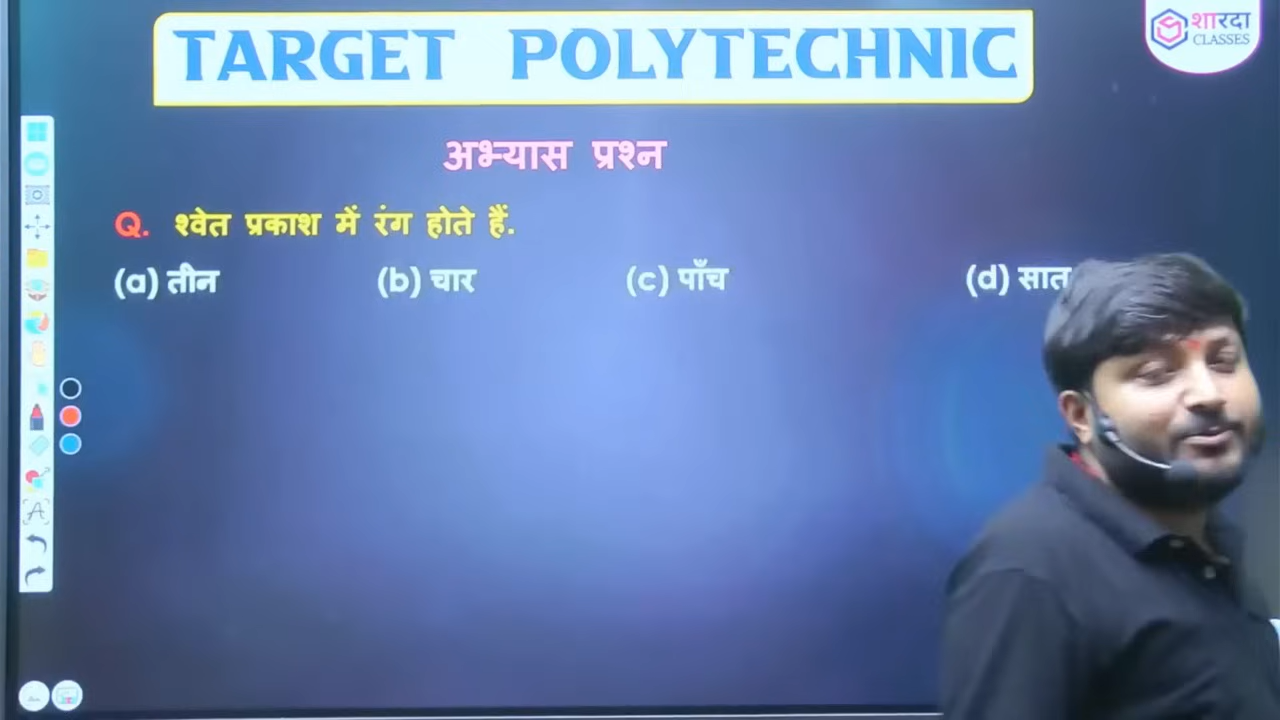 TARGET POLYTECHNIC
शारदा
CLASSES
अभ्यास प्रश्न
Q. श्वेत प्रकाश में रंग होते हैं.
(a) तीन (b) चार (c) पाँच (d) सात